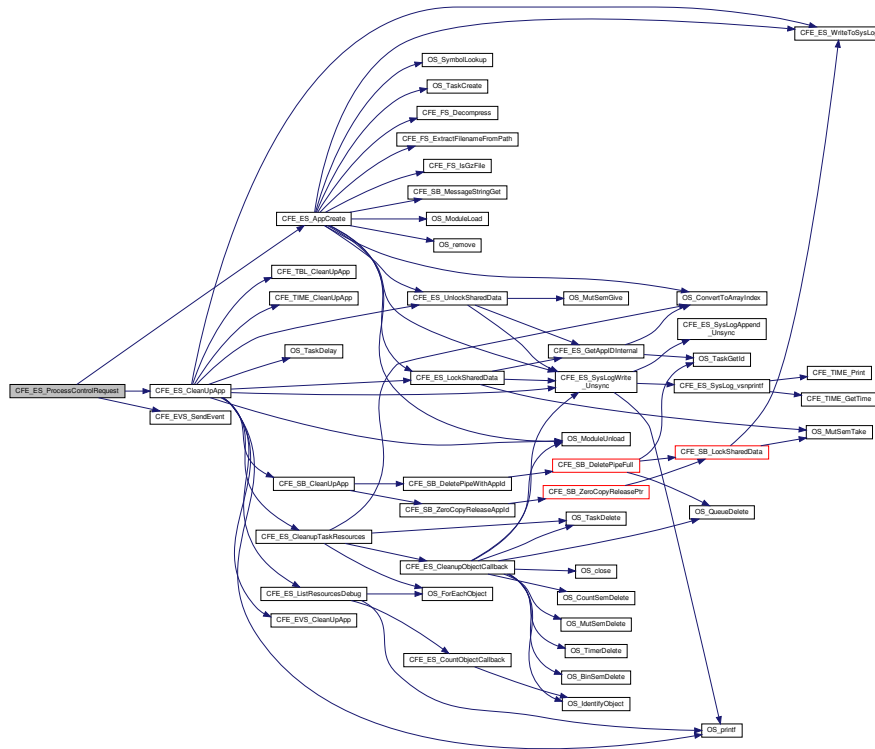 CFE_ES_WriteToSysLog
OS_SymbolLookup
OS_TaskCreate
CFE_FS_Decompress
CFE_FS_ExtractFilenameFromPath
CFE_FS_IsGzFile
CFE_SB_MessageStringGet
CFE_ES_AppCreate
OS_ModuleLoad
OS_remove
CFE_TBL_CleanUpApp
CFE_TIME_CleanUpApp
CFE_ES_UnlockSharedData
OS_MutSemGive
OS_ConvertToArrayIndex
CFE_ES_SysLogAppend
_Unsync
OS_TaskDelay
CFE_ES_GetAppIDInternal
OS_TaskGetId
CFE_TIME_Print
CFE_ES_ProcessControlRequest
CFE_ES_CleanUpApp
CFE_ES_LockSharedData
CFE_ES_SysLogWrite
_Unsync
CFE_ES_SysLog_vsnprintf
CFE_TIME_GetTime
CFE_EVS_SendEvent
OS_MutSemTake
OS_ModuleUnload
CFE_SB_LockSharedData
CFE_SB_DeletePipeFull
CFE_SB_CleanUpApp
CFE_SB_DeletePipeWithAppId
CFE_SB_ZeroCopyReleasePtr
CFE_SB_ZeroCopyReleaseAppId
OS_QueueDelete
OS_TaskDelete
CFE_ES_CleanupTaskResources
CFE_ES_CleanupObjectCallback
OS_close
CFE_ES_ListResourcesDebug
OS_ForEachObject
OS_CountSemDelete
CFE_EVS_CleanUpApp
OS_MutSemDelete
OS_TimerDelete
CFE_ES_CountObjectCallback
OS_BinSemDelete
OS_IdentifyObject
OS_printf